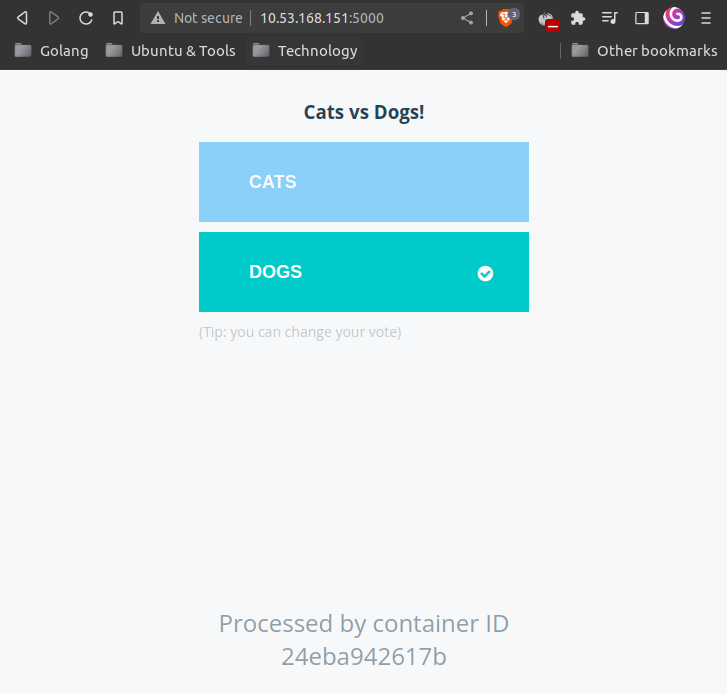 Not secure 10.53.168.151:5000 3
Golang Ubuntu & Tools Technology Other bookmarks
Cats vs Dogs!
CATS
DOGS
(Tip: you can change your vote)
Processed by container ID
24eba942617b